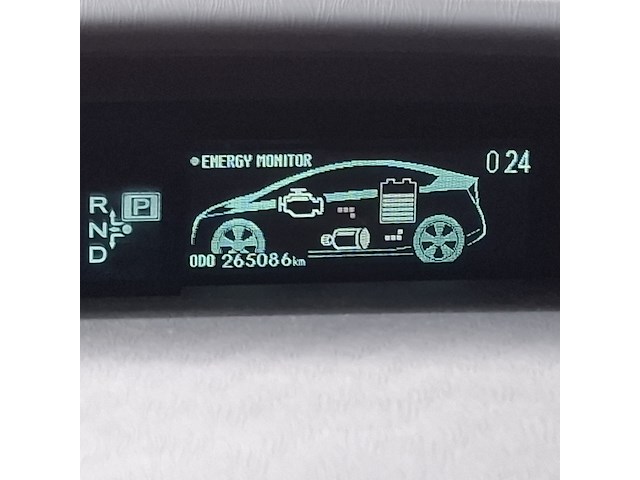 ENERGY MONITOR
0 24
R P
N
D
ODO 265086km